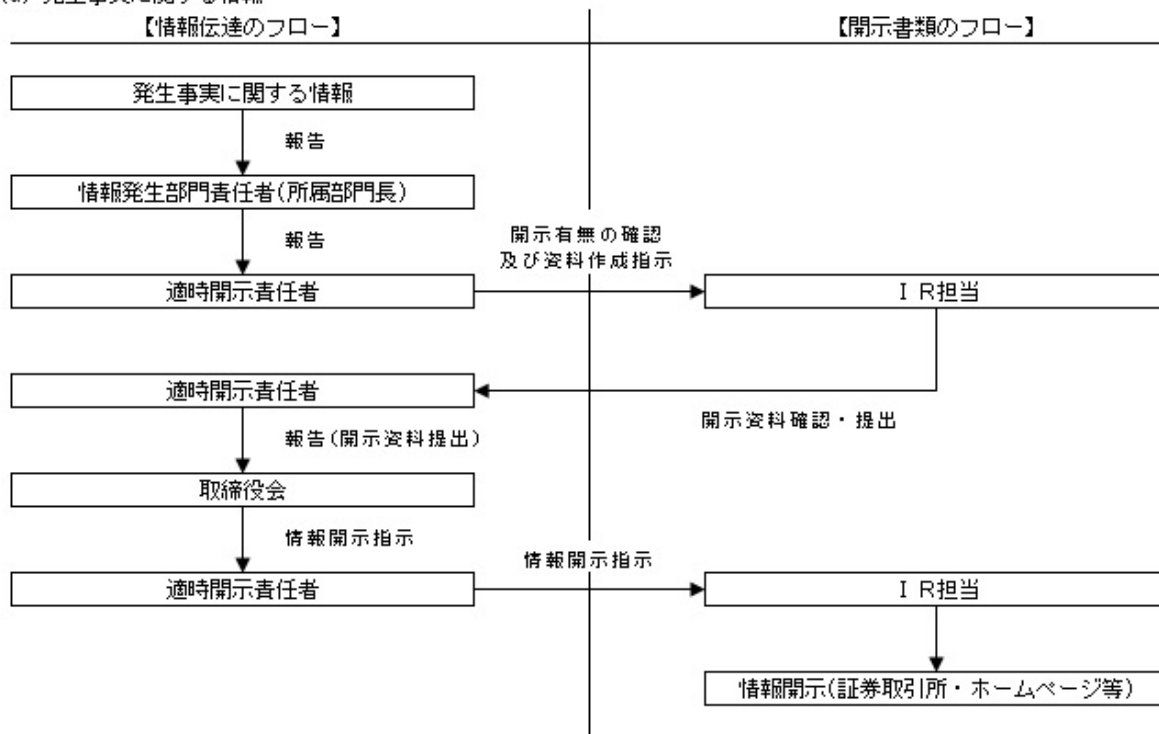 【情報伝達のフロー】
【開示書類のフロー】
発生事実に関する情報
報告
情報発生部門責任者(所属部門長)
報告
開示有無の確認
及び資料作成指示
適時開示責任者
ＩＲ担当
適時開示責任者
開示資料確認・提出
報告(開示資料提出)
取締役会
情報開示指示
情報開示指示
適時開示責任者
ＩＲ担当
情報開示(証券取引所・ホームページ等)